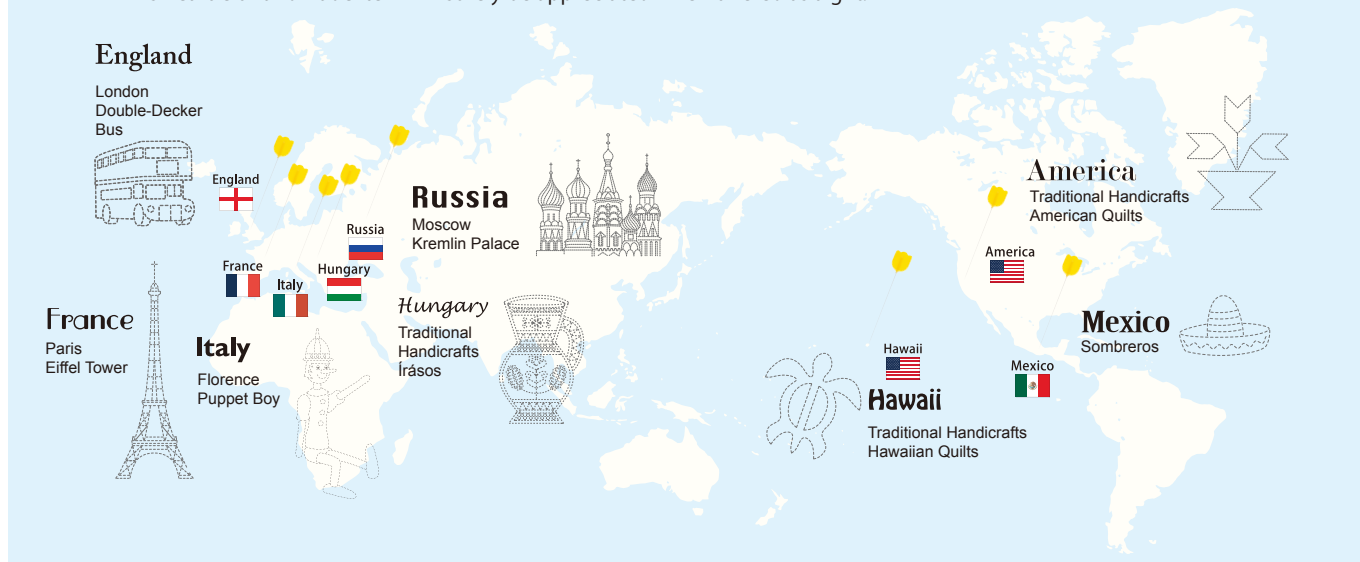 England
London
Double-Decker
Bus
England
Russia
Moscow
Kremlin Palace
Russia
France
Italy
Hungary
France
Paris
Eiffel Tower
Italy
Florence
Puppet Boy
Hungary
Traditional
Handicrafts
Írásos
America
Traditional Handicrafts
American Quilts
America
Mexico
Sombreros
Mexico
Hawaii
Hawaii
Traditional Handicrafts
Hawaiian Quilts